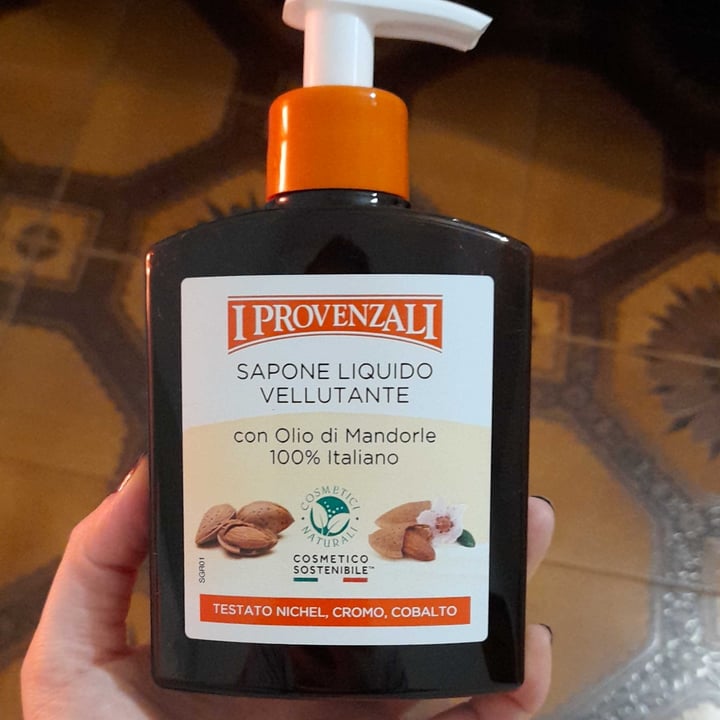 I PROVENZALI
SAPONE LIQUIDO
VELLUTANTE
con Olio di Mandorle
100% Italiano
COSMETICI
NATURALI
COSMETICO
SOSTENIBILE™
SGR01
TESTATO NICHEL, CROMO, COBALTO